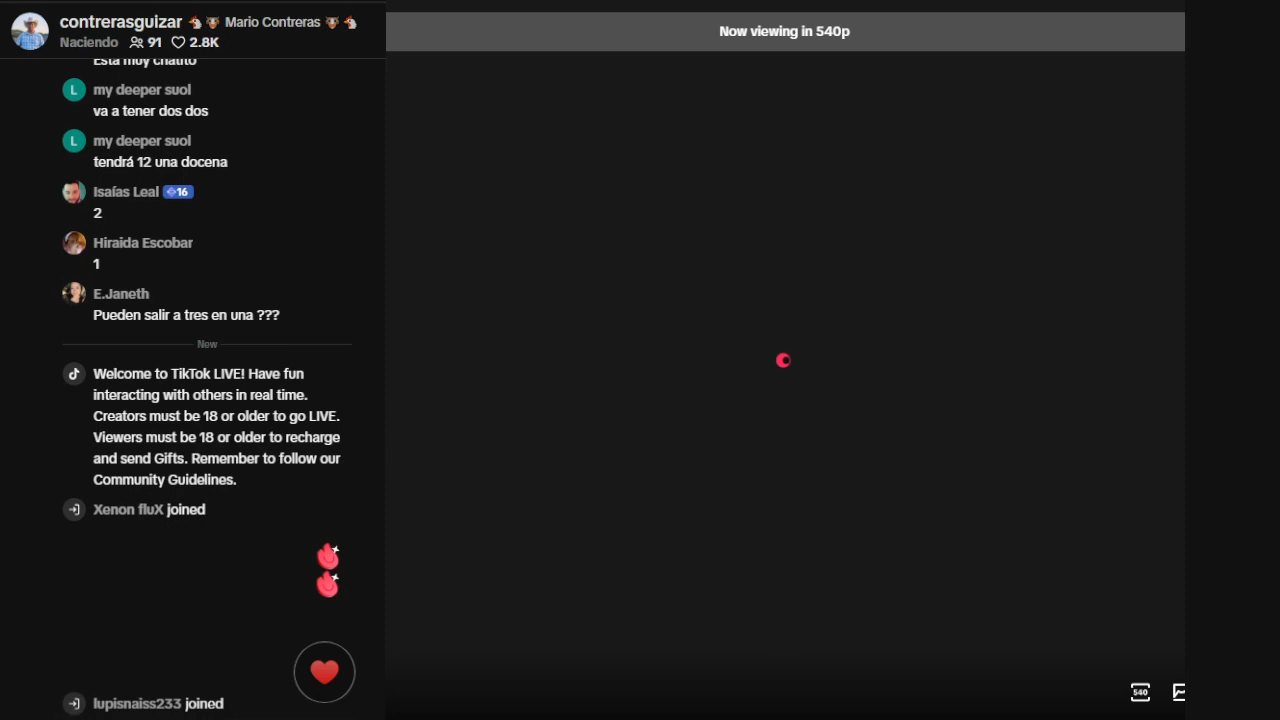 contrerasguizar 🐔 🐮 Mario Contreras 🐮 🐔
Naciendo 91 2.8K
Esta muy chatito
L my deeper suol
va a tener dos dos
L my deeper suol
tendrá 12 una docena
Isaías Leal 16
2
Hiraida Escobar
1
E.Janeth
Pueden salir a tres en una ???
New
Welcome to TikTok LIVE! Have fun
interacting with others in real time.
Creators must be 18 or older to go LIVE.
Viewers must be 18 or older to recharge
and send Gifts. Remember to follow our
Community Guidelines.
Xenon fluX joined
lupisnaiss233 joined
Now viewing in 540p
540